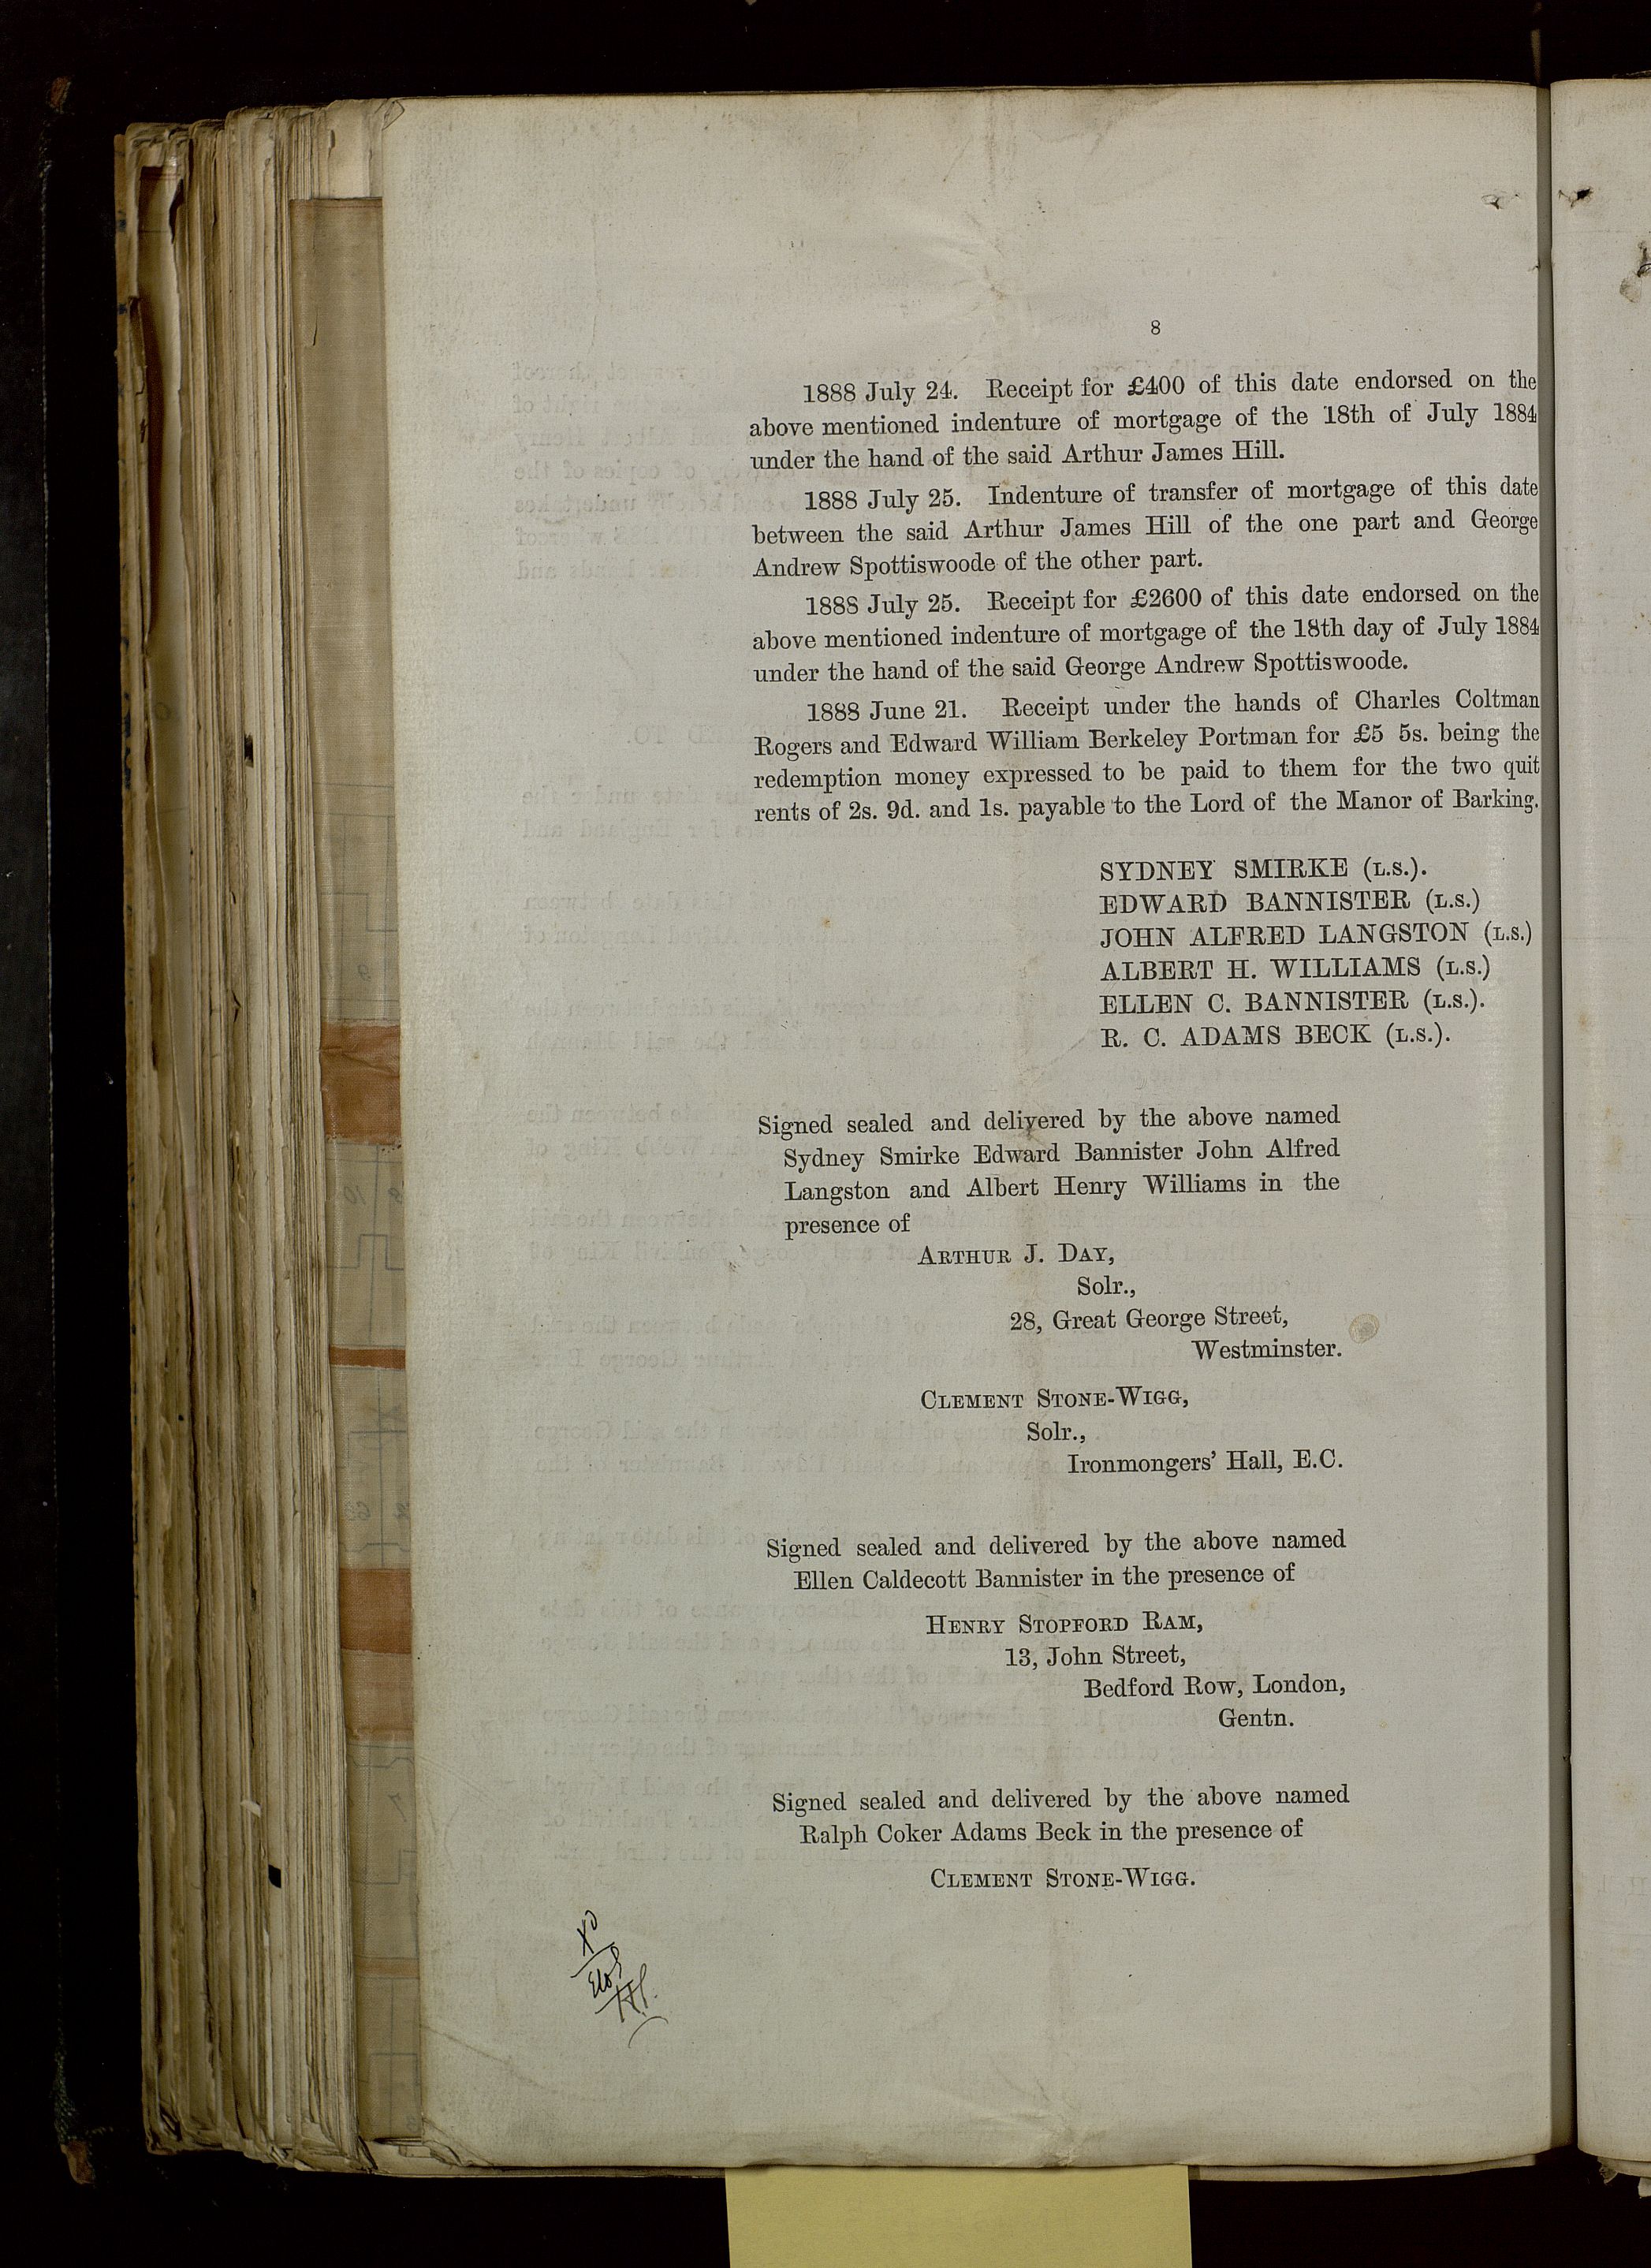 8
1888 July 24. Receipt for £400 of this date endorsed on the
above mentioned indenture of mortgage of the 18th of July 1884
under the hand of the said Arthur James Hill.
1888 July 25. Indenture of transfer of mortgage of this date
between the said Arthur James Hill of the one part and George
Andrew Spottiswoode of the other part.
1888 July 25. Receipt for £2600 of this date endorsed on the
above mentioned indenture of mortgage of the 18th day of July 1884
under the hand of the said George Andrew Spottiswoode.
1888 June 21. Receipt under the hands of Charles Coltman
Rogers and Edward William Berkeley Portman for £5 5s. being the
redemption money expressed to be paid to them for the two quit
rents of 2s. 9d. and 1s. payable to the Lord of the Manor of Barking.
SYDNEY SMIRKE (L.S.).
EDWARD BANNISTER (L.S.)
JOHN ALFRED LANGSTON (L.S.)
ALBERT H. WILLIAMS (L.S.)
ELLEN C. BANNISTER (L.S.).
R. C. ADAMS BECK (L.S.).
Signed sealed and delivered by the above named
Sydney Smirke Edward Bannister John Alfred
Langston and Albert Henry Williams in the
presence of
ARTHUR J. DAY,
Solr.,
28, Great George Street,
Westminster.
CLEMENT STONE-WIGG,
Solr.,
Ironmongers' Hall, E.C.
Signed sealed and delivered by the above named
Ellen Caldecott Bannister in the presence of
HENRY STOPFORD RAM,
13, John Street,
Bedford Row, London,
Gentn.
Signed sealed and delivered by the above named
Ralph Coker Adams Beck in the presence of
CLEMENT STONE-WIGG.